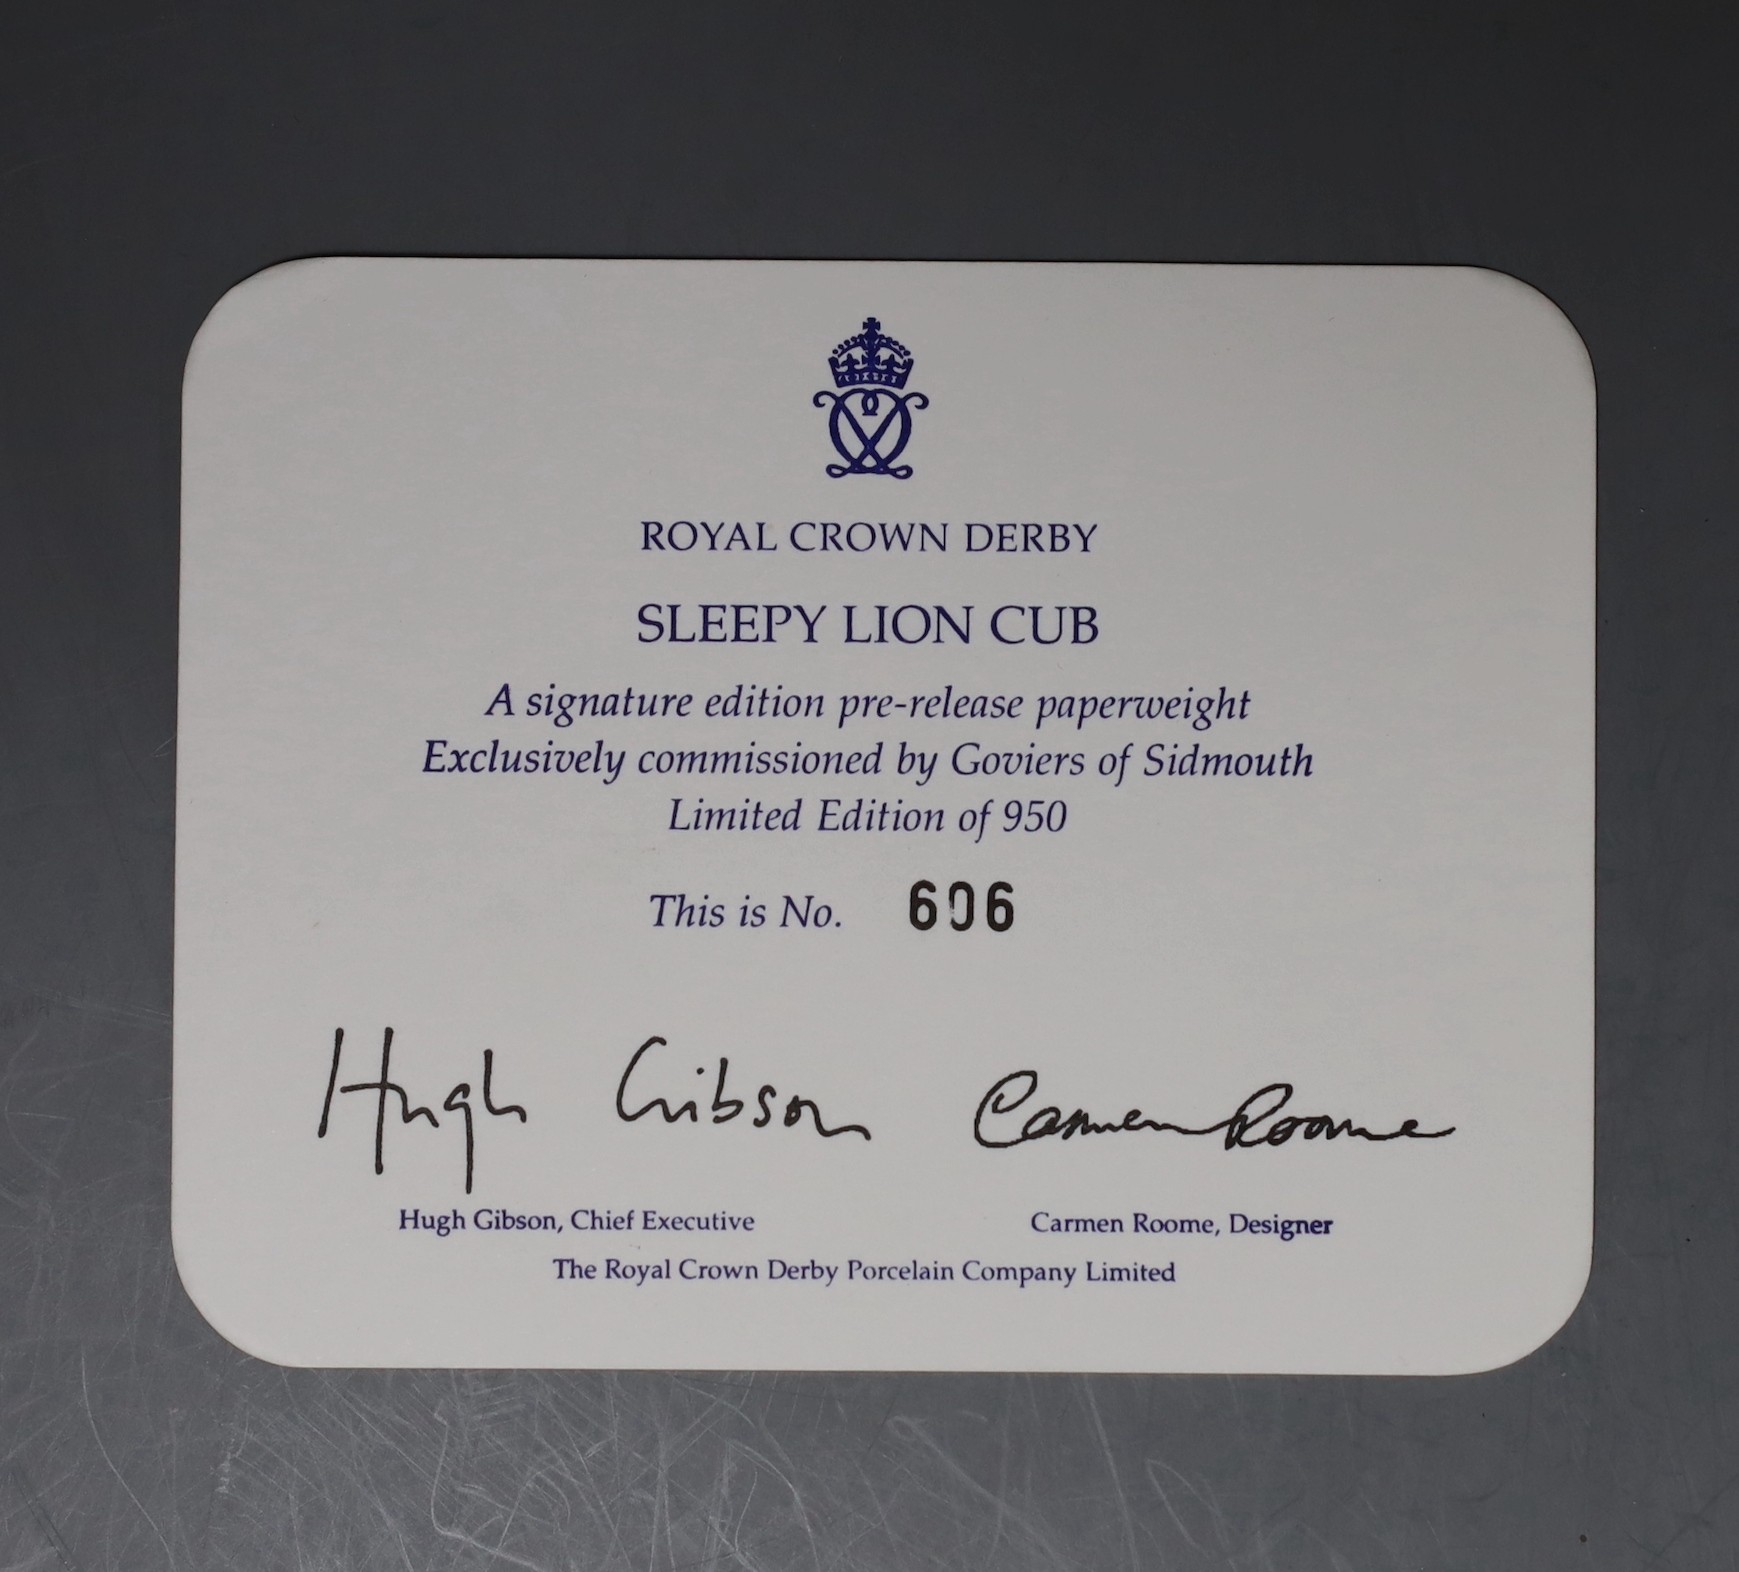 ROYAL CROWN DERBY
SLEEPY LION CUB
A signature edition pre-release paperweight
Exclusively commissioned by Goviers of Sidmouth
Limited Edition of 950
This is No. 606
Hugh Gibson Carmen Roome
Hugh Gibson, Chief Executive Carmen Roome, Designer
The Royal Crown Derby Porcelain Company Limited